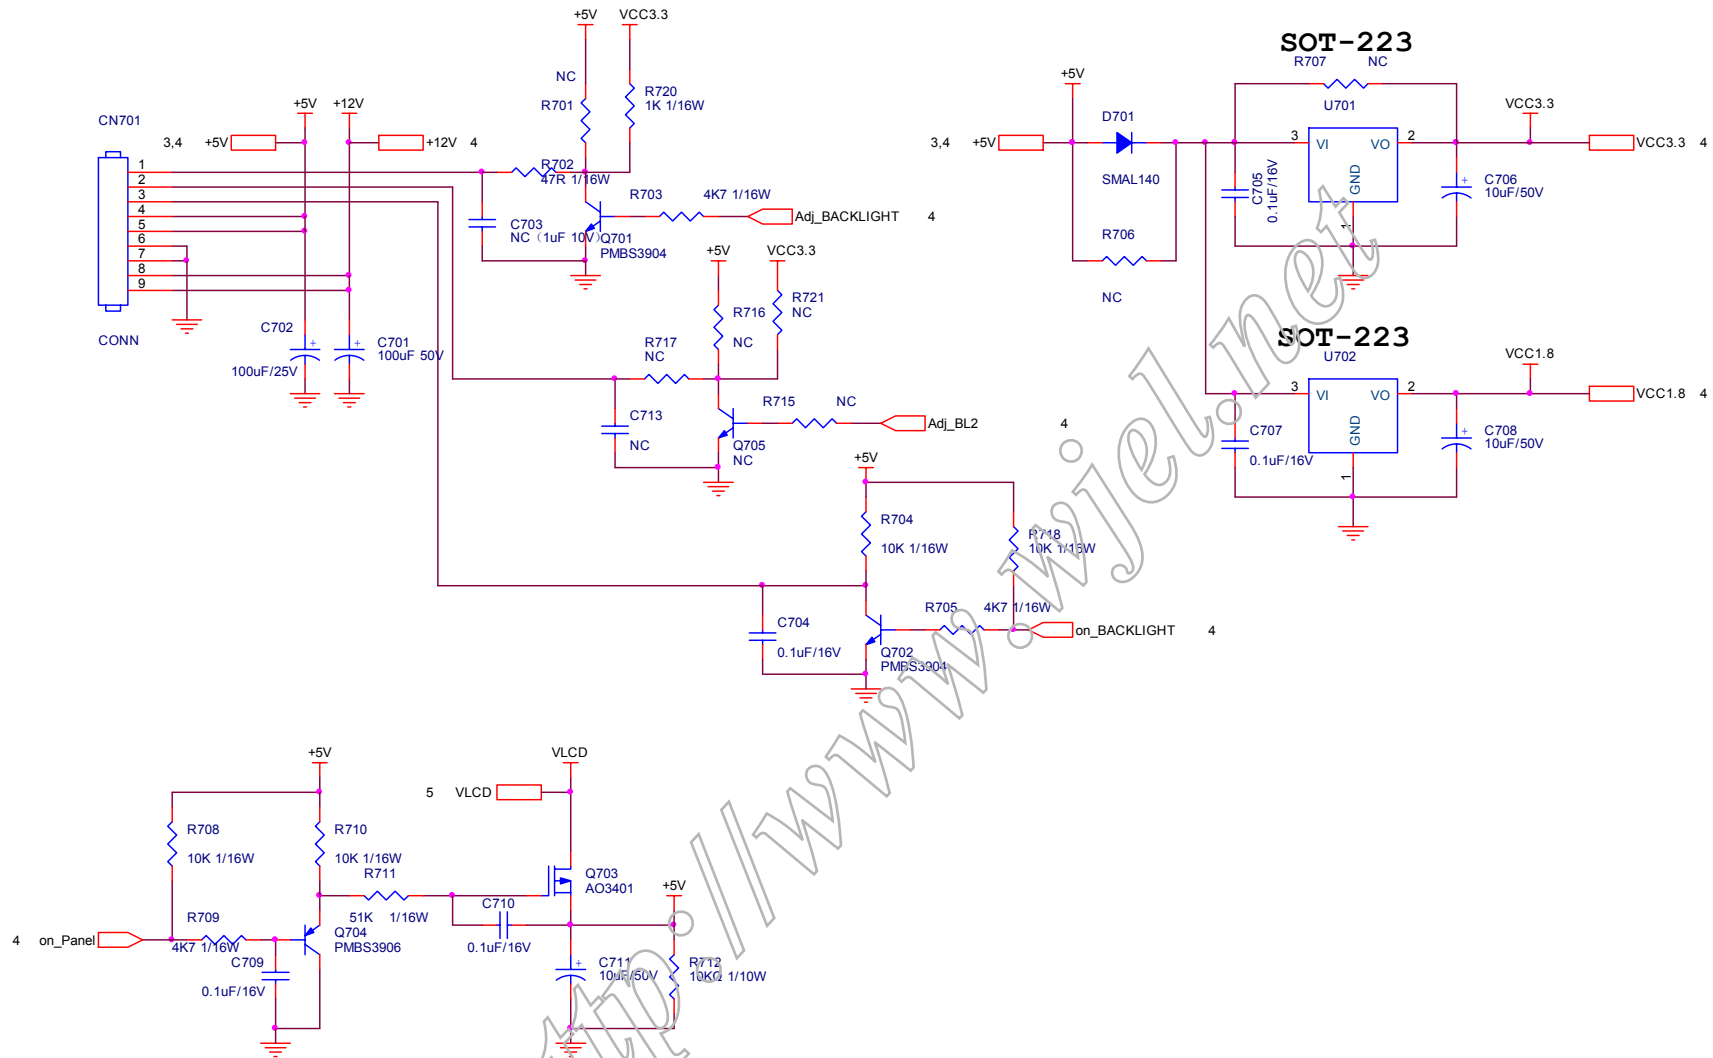 +5V VCC3.3
NC
R701
R720
1K 1/16W
+5V +12V
CN701
3,4 +5V
+12V 4
1
2
3
4
5
6
7
8
9
CONN
R702
47R 1/16W
R703 4K7 1/16W
Adj_BACKLIGHT 4
C703
NC（1uF 10V）
Q701
PMBS3904
C702
100uF/25V
C701
100uF 50V
+5V VCC3.3
R716
NC
R721
NC
R717
NC
R715 NC
Adj_BL2 4
C713
NC
Q705
NC
+5V
R704
10K 1/16W
R718
10K 1/16W
R705 4K7 1/16W
on_BACKLIGHT 4
C704
0.1uF/16V
Q702
PMBS3904
SOT-223
R707 NC
+5V
D701
SMAL140
3,4 +5V
R706
NC
U701
3 VI VO 2
GND
1
C705
0.1uF/16V
VCC3.3
VCC3.3 4
C706
10uF/50V
SOT-223
U702
3 VI VO 2
GND
1
VCC1.8
VCC1.8 4
C707
0.1uF/16V
C708
10uF/50V
+5V
R708
10K 1/16W
R710
10K 1/16W
R711
51K 1/16W
4 on_Panel
R709
4K7 1/16W
Q704
PMBS3906
C709
0.1uF/16V
VLCD
5 VLCD
Q703
AO3401
+5V
C710
0.1uF/16V
C711
10uF/50V
R712
10KΩ 1/10W
ttp://www.wjel.net